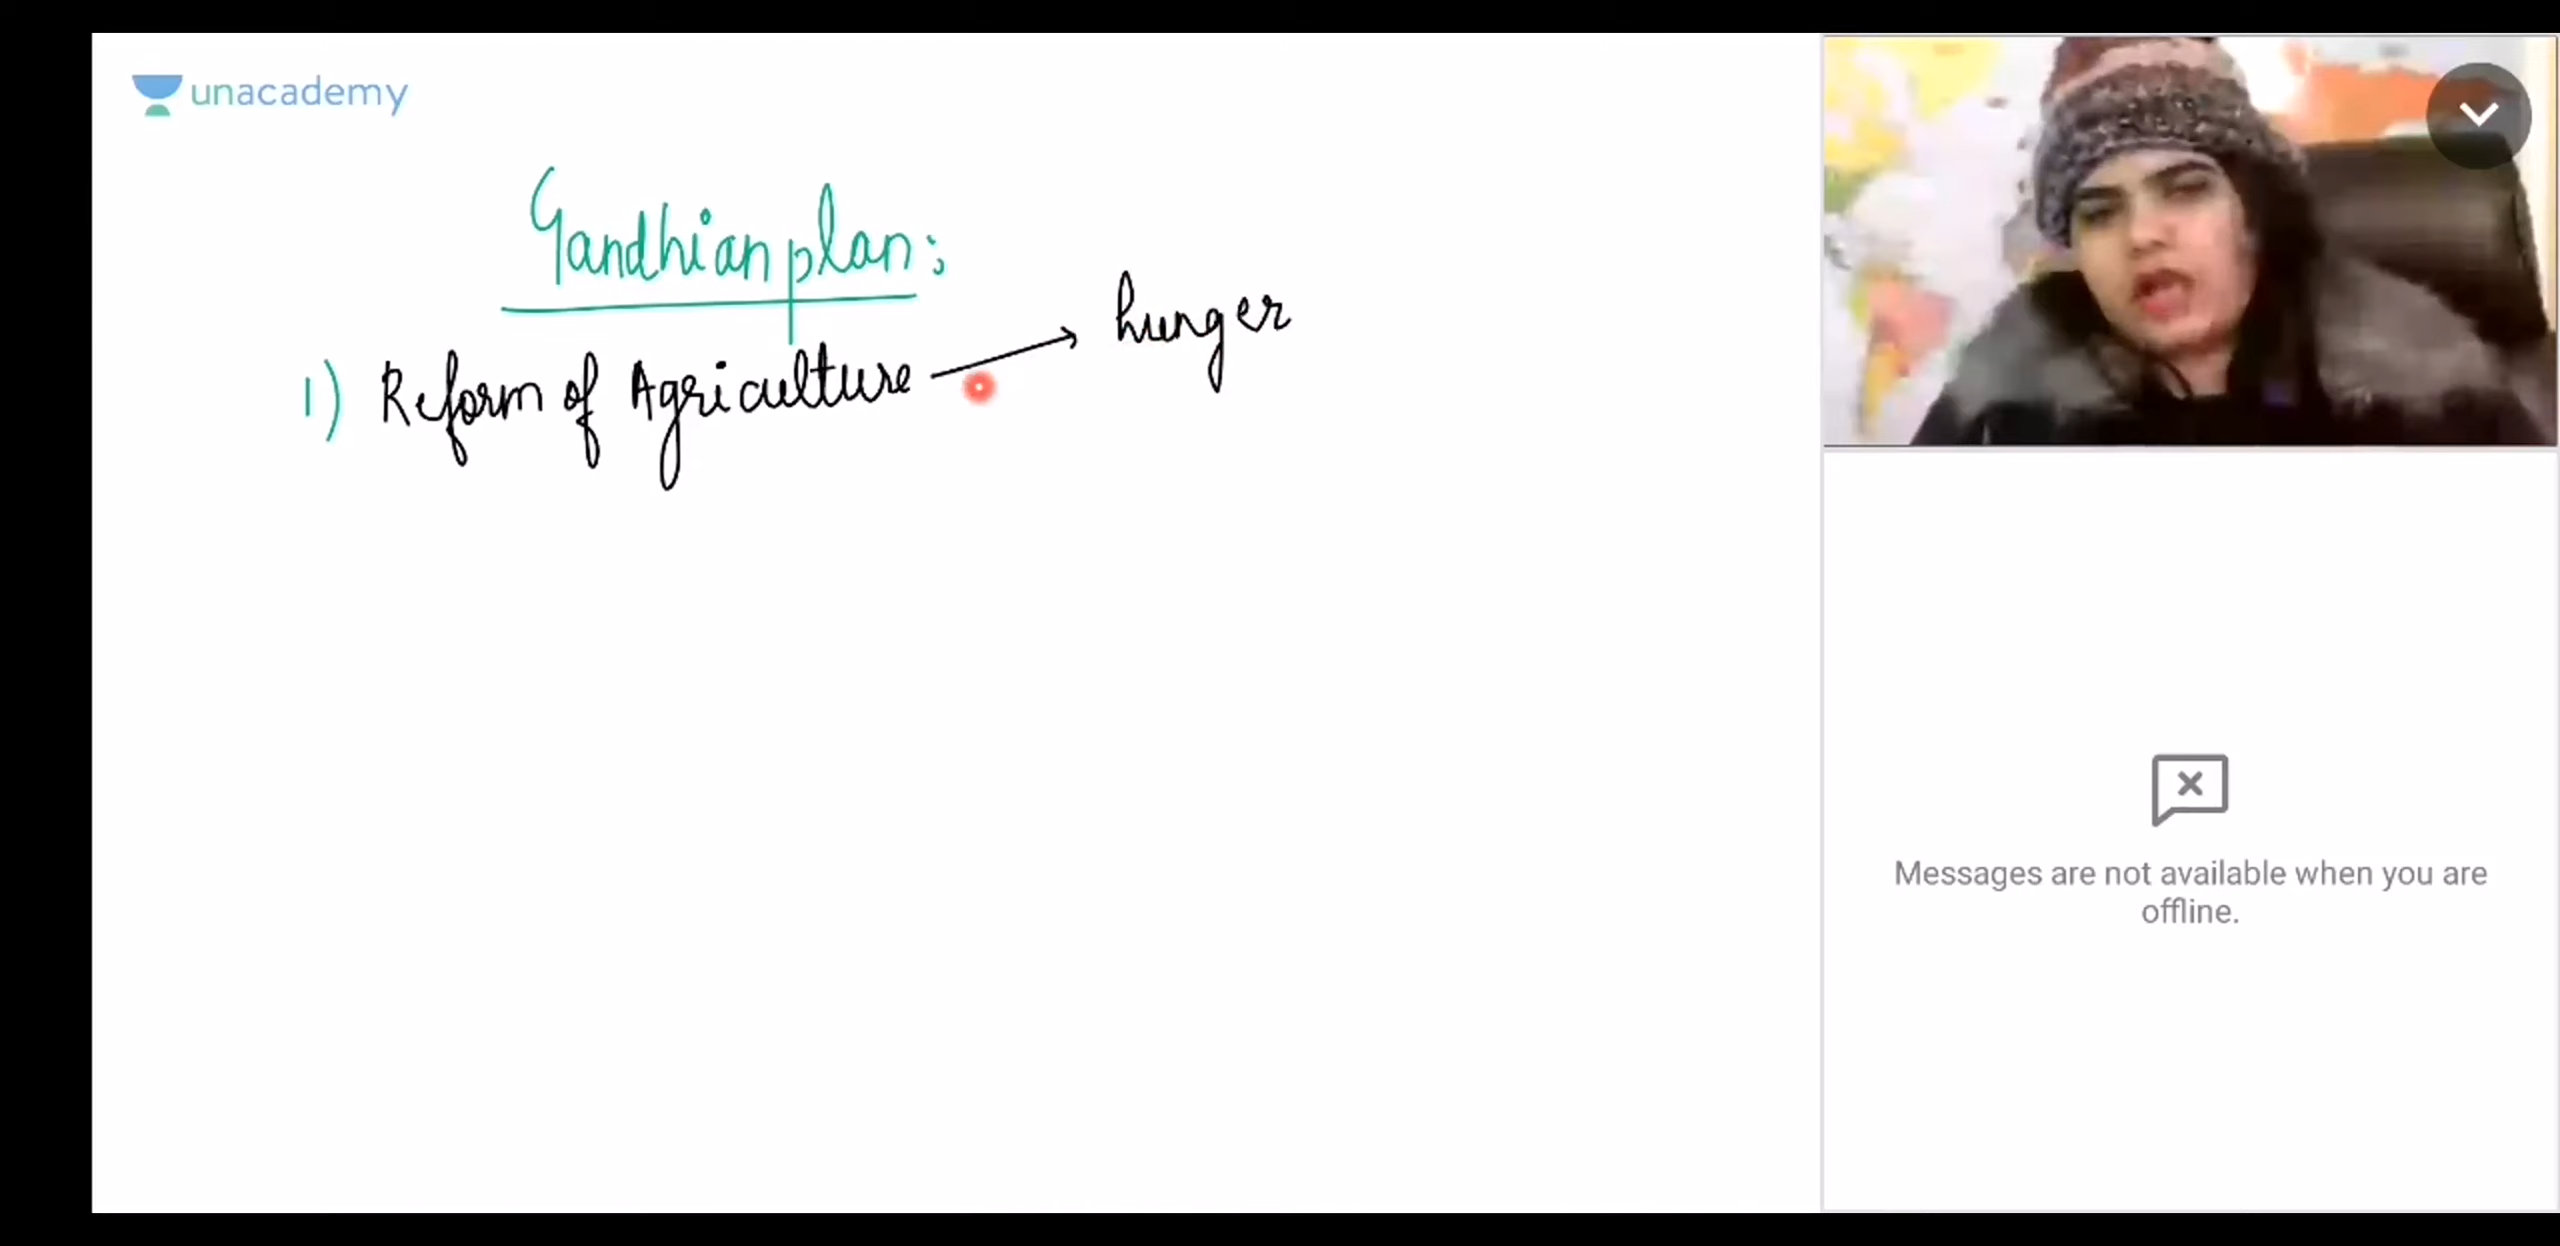 unacademy
Gandhian plan:
hunger
1) Reform of Agriculture
Messages are not available when you are
offline.